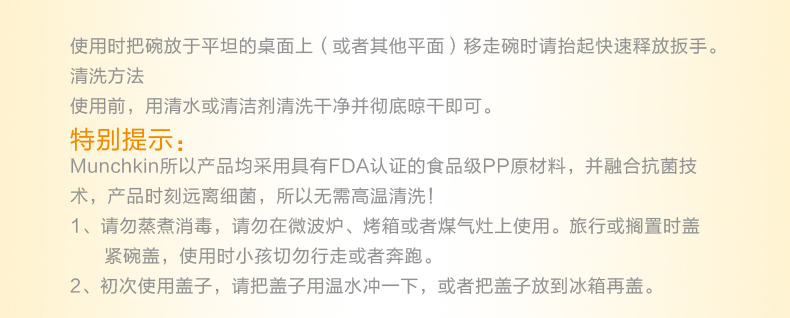 使用时把碗放于平坦的桌面上（或者其他平面）移走碗时请抬起快速释放扳手。
清洗方法
使用前，用清水或清洁剂清洗干净并彻底晾干即可。
特别提示：
Munchkin所以产品均采用具有FDA认证的食品级PP原材料，并融合抗菌技
术，产品时刻远离细菌，所以无需高温清洗！
1、请勿蒸煮消毒，请勿在微波炉、烤箱或者煤气灶上使用。旅行或搁置时盖
紧碗盖，使用时小孩切勿行走或者奔跑。
2、初次使用盖子，请把盖子用温水冲一下，或者把盖子放到冰箱再盖。